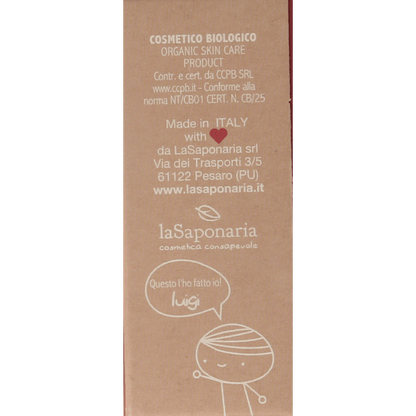 COSMETICO BIOLOGICO
ORGANIC SKIN CARE
PRODUCT
Contr. e cert. da CCPB SRL
www.ccpb.it - Conforme alla
norma NT/CB01 CERT. N. CB/25
Made in ITALY
with
da LaSaponaria srl
Via dei Trasporti 3/5
61122 Pesaro (PU)
www.lasaponaria.it
laSaponaria
cosmetica consapevole
Questo l'ho fatto io!
luigi